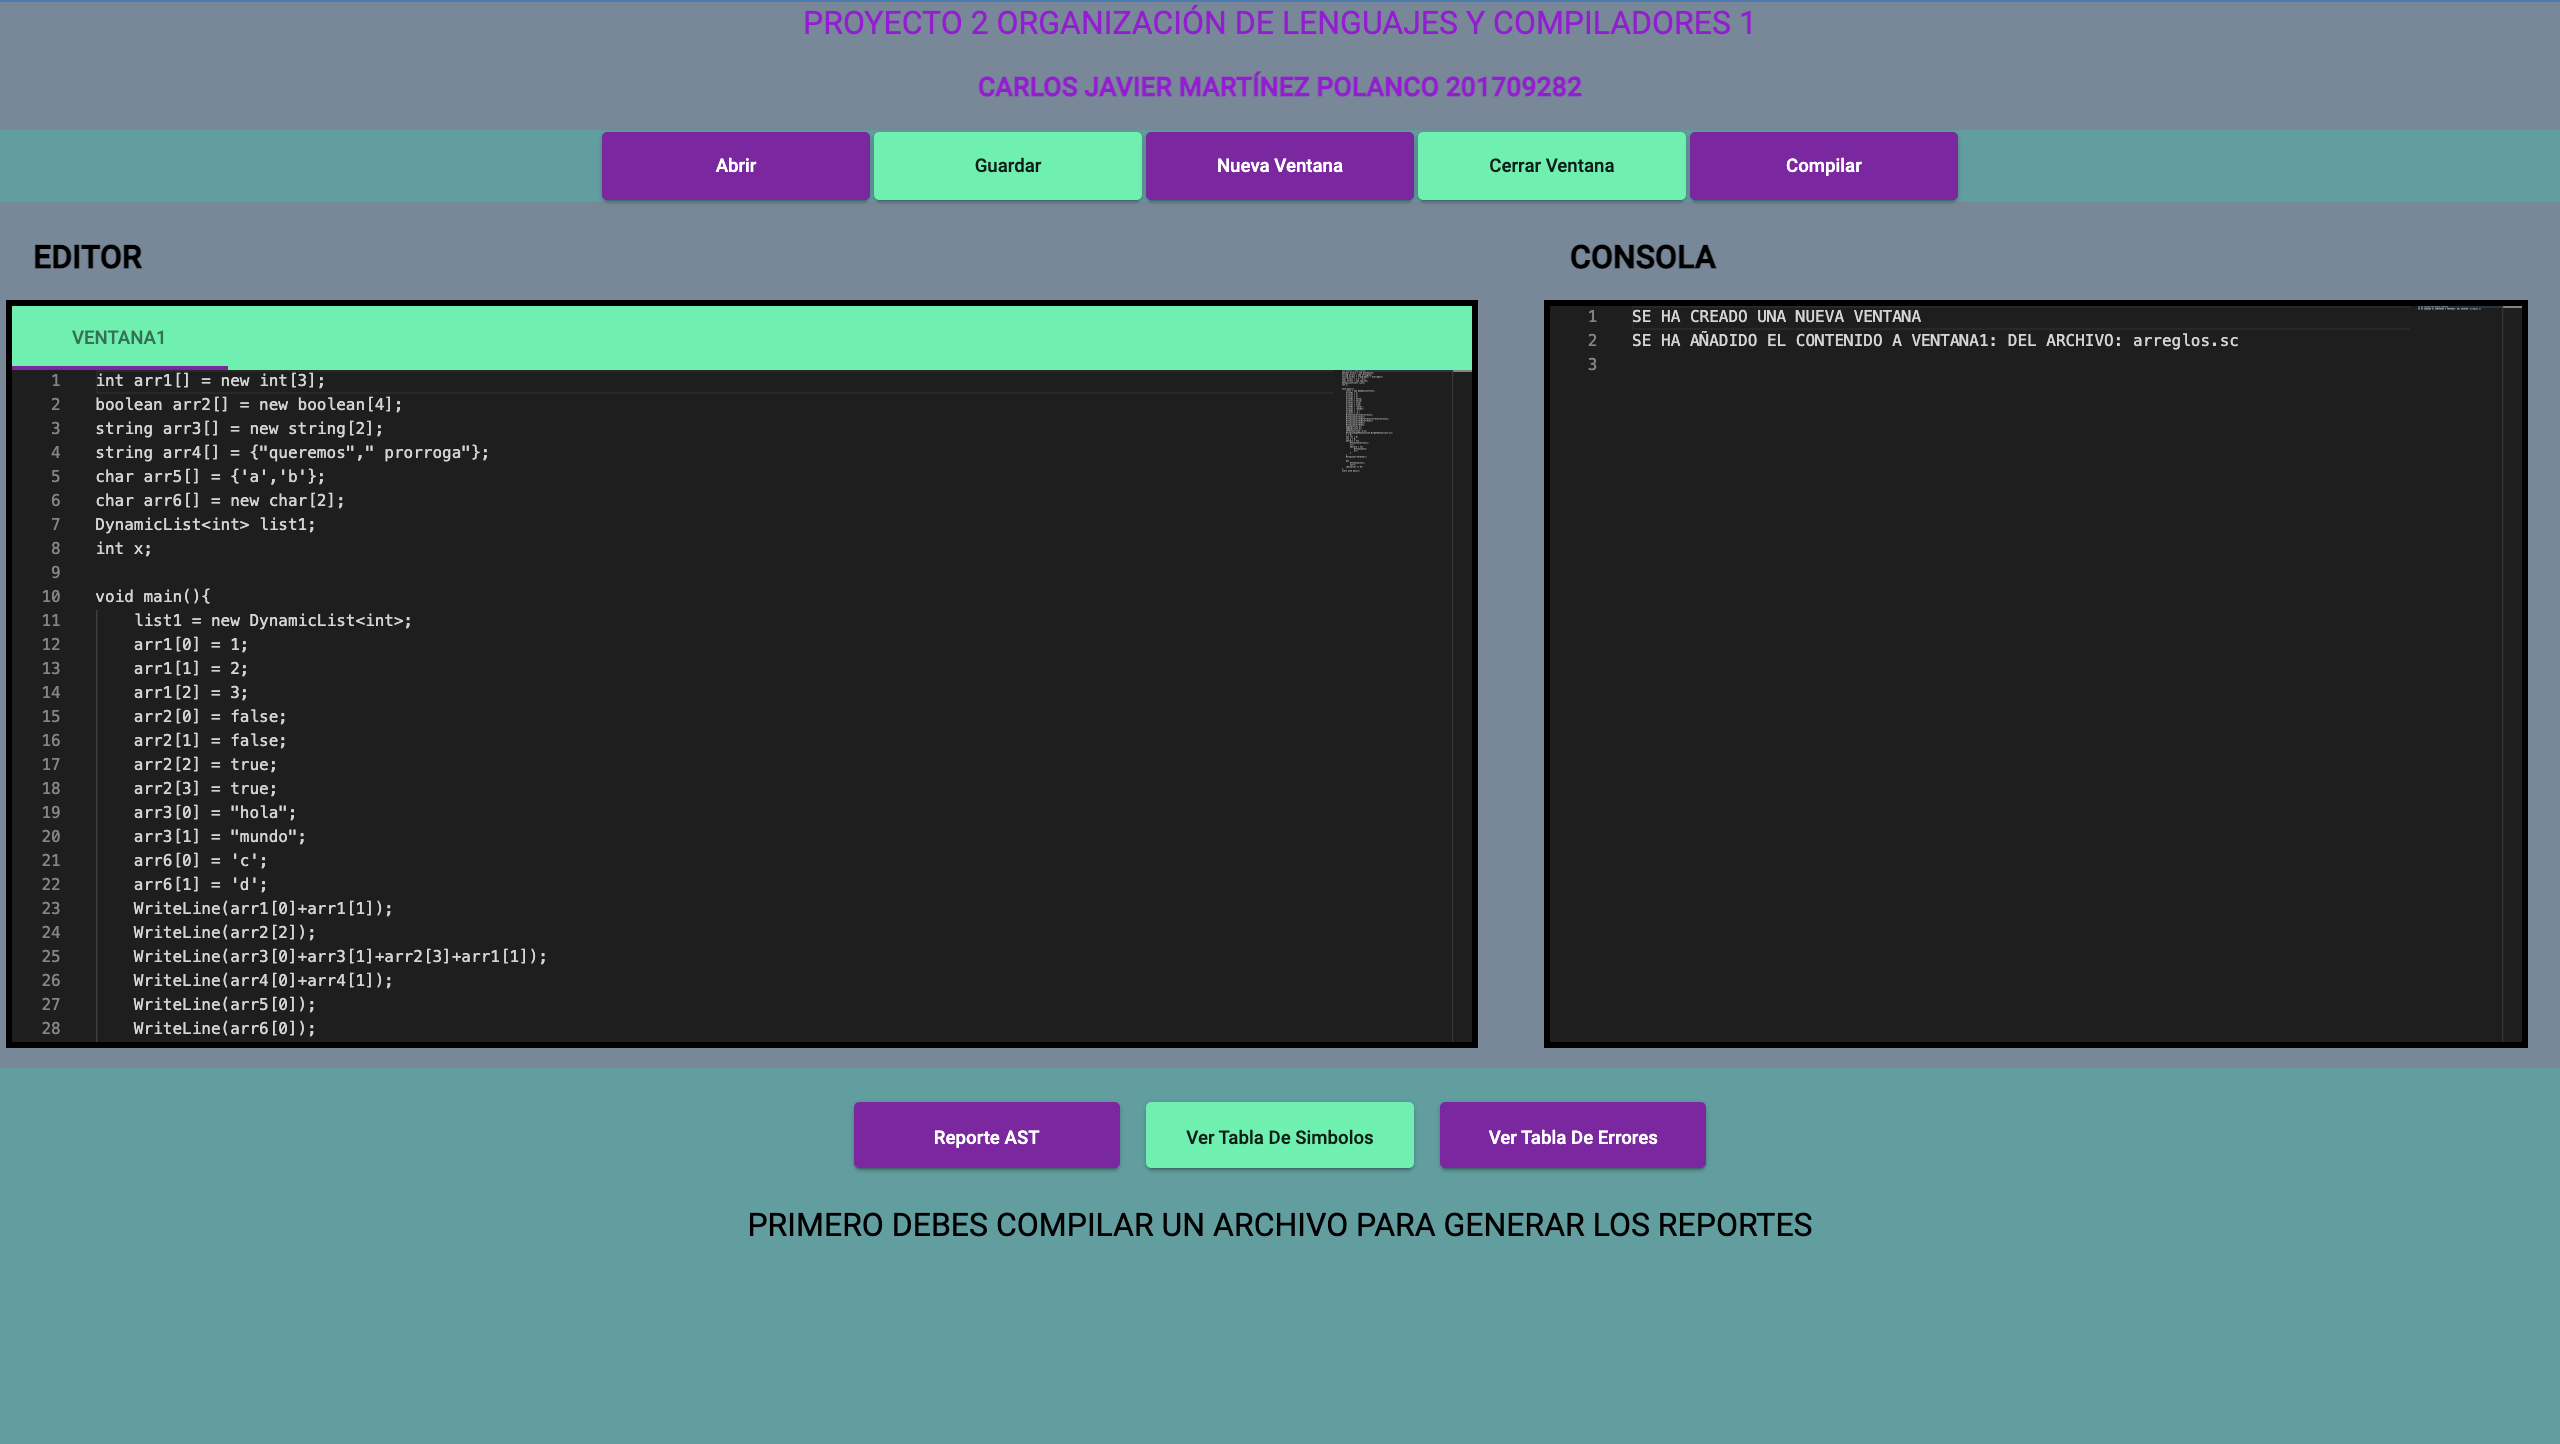 PROYECTO 2 ORGANIZACIÓN DE LENGUAJES Y COMPILADORES 1
CARLOS JAVIER MARTÍNEZ POLANCO 201709282
Abrir
Guardar
Nueva Ventana
Cerrar Ventana
Compilar
EDITOR
VENTANA1
1 int arr1[] = new int[3];
2 boolean arr2[] = new boolean[4];
3 string arr3[] = new string[2];
4 string arr4[] = {"queremos"," prorroga"};
5 char arr5[] = {'a','b'};
6 char arr6[] = new char[2];
7 DynamicList<int> list1;
8 int x;
9
10 void main(){
11     list1 = new DynamicList<int>;
12     arr1[0] = 1;
13     arr1[1] = 2;
14     arr1[2] = 3;
15     arr2[0] = false;
16     arr2[1] = false;
17     arr2[2] = true;
18     arr2[3] = true;
19     arr3[0] = "hola";
20     arr3[1] = "mundo";
21     arr6[0] = 'c';
22     arr6[1] = 'd';
23     WriteLine(arr1[0]+arr1[1]);
24     WriteLine(arr2[2]);
25     WriteLine(arr3[0]+arr3[1]+arr2[3]+arr1[1]);
26     WriteLine(arr4[0]+arr4[1]);
27     WriteLine(arr5[0]);
28     WriteLine(arr6[0]);
CONSOLA
1 SE HA CREADO UNA NUEVA VENTANA
2 SE HA AÑADIDO EL CONTENIDO A VENTANA1: DEL ARCHIVO: arreglos.sc
3
Reporte AST
Ver Tabla De Simbolos
Ver Tabla De Errores
PRIMERO DEBES COMPILAR UN ARCHIVO PARA GENERAR LOS REPORTES